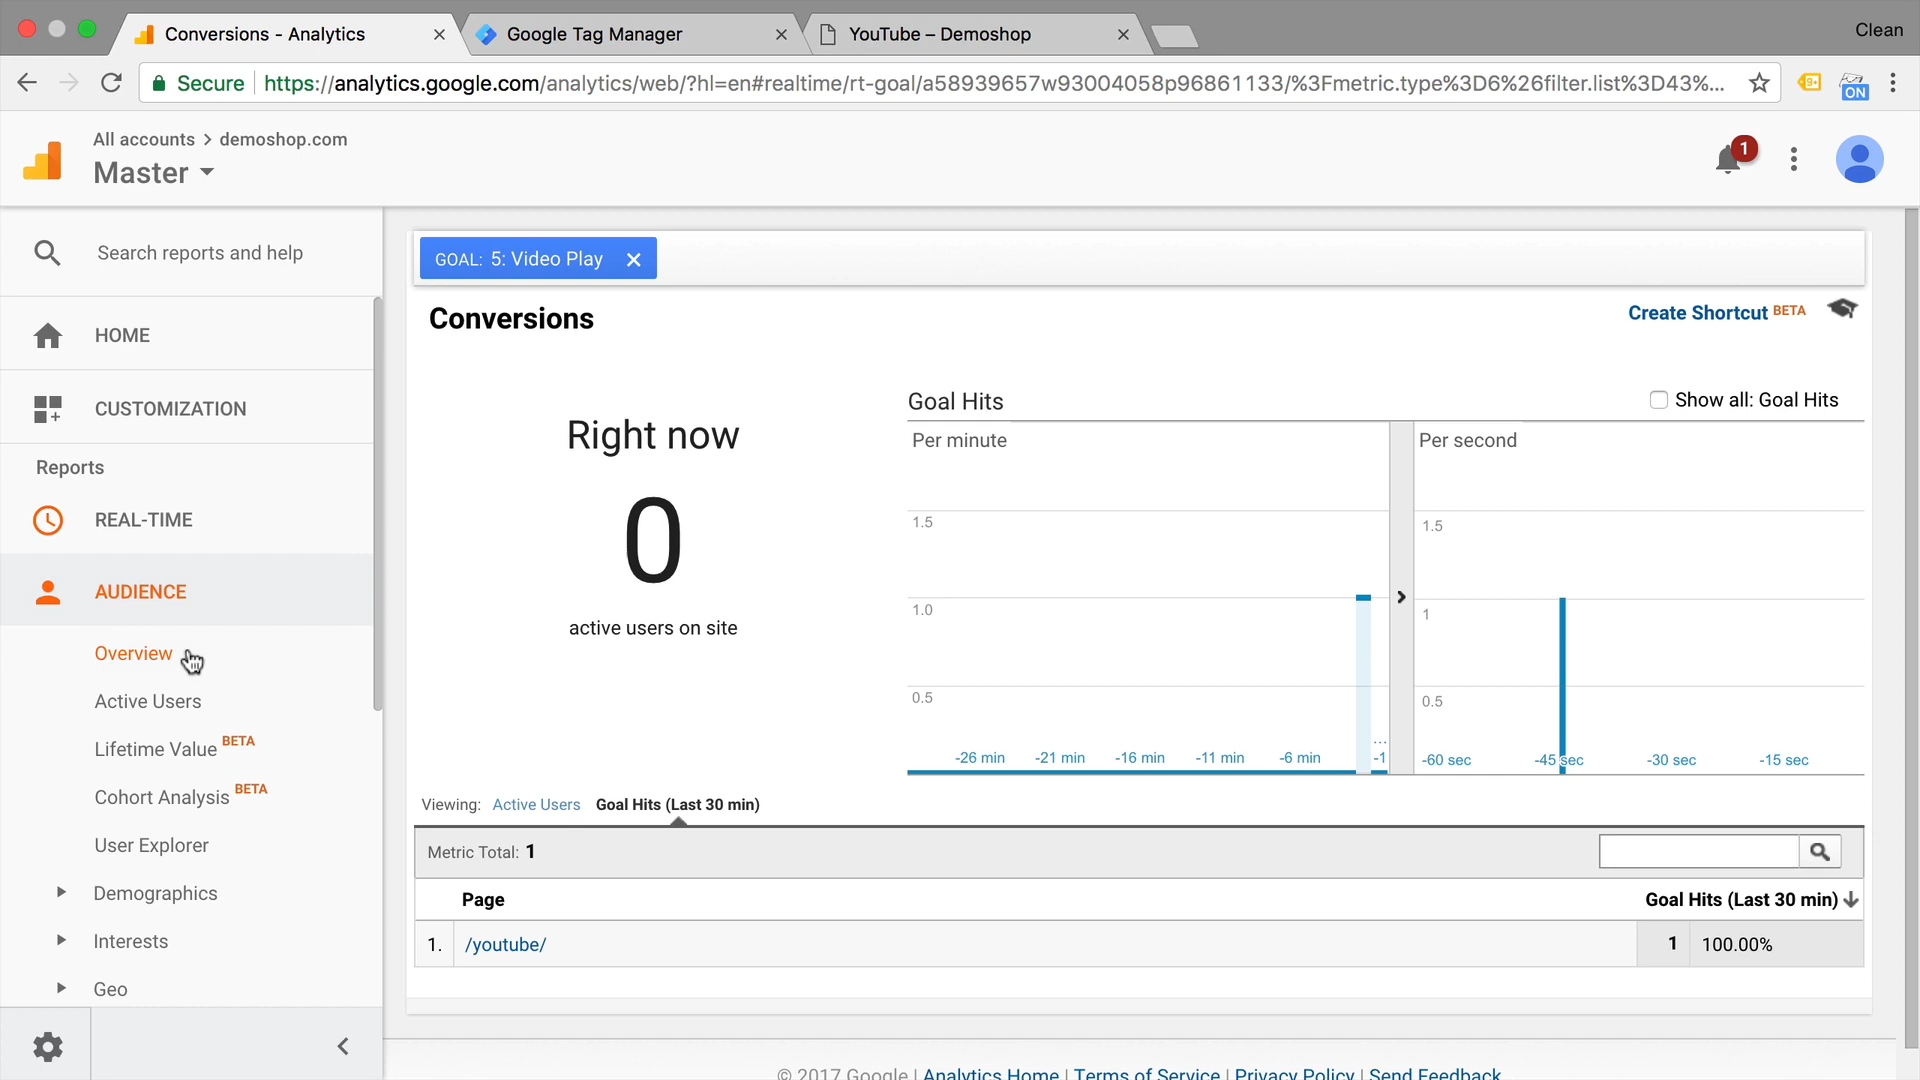 Conversions - Analytics
Google Tag Manager
YouTube – Demoshop
Clean
Secure
https://analytics.google.com/analytics/web/?hl=en#realtime/rt-goal/a58939657w93004058p96861133/%3Fmetric.type%3D6%26filter.list%3D43%...
ON
All accounts > demoshop.com
Master
1
Search reports and help
HOME
CUSTOMIZATION
Reports
REAL-TIME
AUDIENCE
Overview
Active Users
Lifetime Value BETA
Cohort Analysis BETA
User Explorer
Demographics
Interests
Geo
GOAL: 5: Video Play
Conversions
Create Shortcut BETA
Right now
0
active users on site
Goal Hits
Show all: Goal Hits
Per minute
1.5
1.0
0.5
-26 min
-21 min
-16 min
-11 min
-6 min
...
-1
Per second
1.5
1
0.5
-60 sec
-45 sec
-30 sec
-15 sec
Viewing: Active Users Goal Hits (Last 30 min)
Metric Total: 1
Page
Goal Hits (Last 30 min)
1. /youtube/ 1 100.00%
© 2017 Google | Analytics Home | Terms of Service | Privacy Policy | Send Feedback